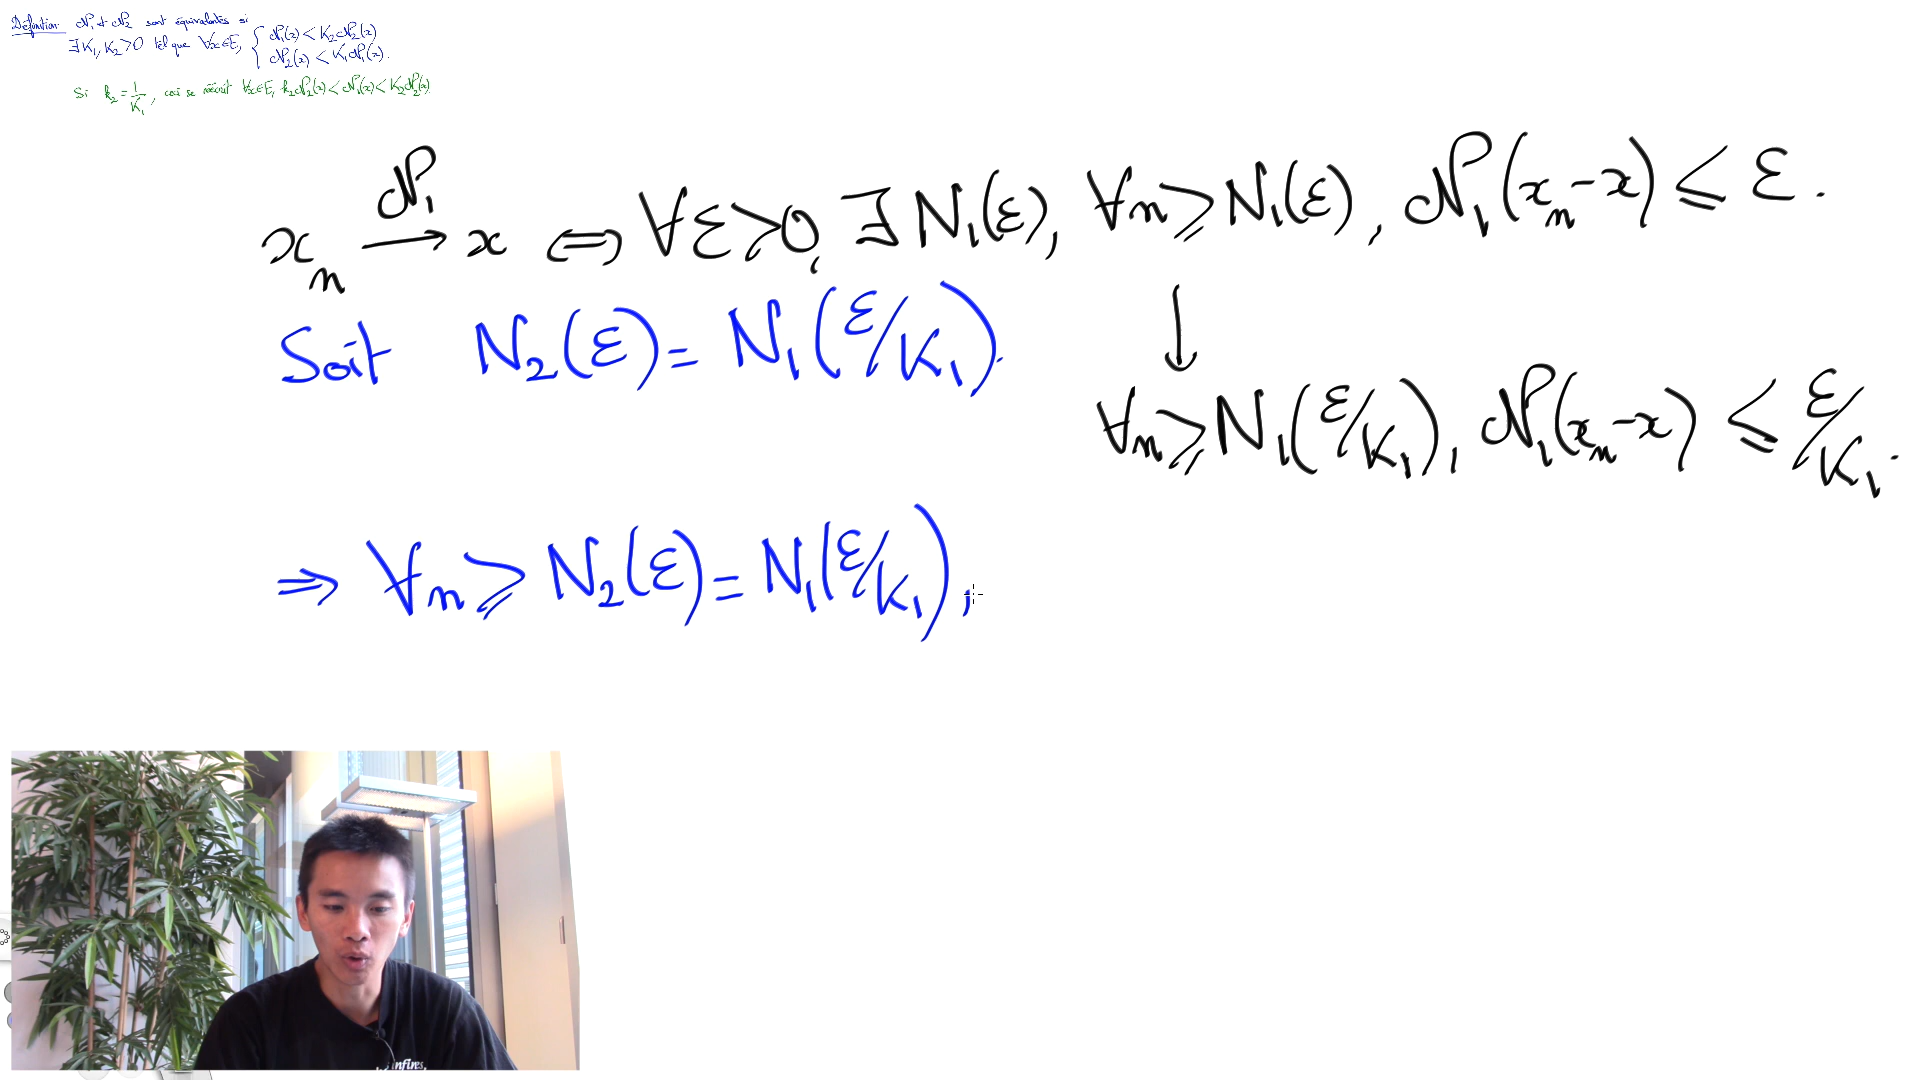 Définition 𝒩₁ et 𝒩₂ sont équivalentes si
∃ K₁, K₂ > 0 tel que ∀x∈E, { 𝒩₁(x) < K₂𝒩₂(x)
𝒩₂(x) < K₁𝒩₁(x).
Si k₂ = 1/K₁, ceci se réécrit ∀x∈E, k₂𝒩₂(x) < 𝒩₁(x) < K₂𝒩₂(x)
xₙ →^𝒩₁ x ⇔ ∀ε>0, ∃ N₁(ε), ∀n ⩾ N₁(ε), 𝒩₁(xₙ-x) ≤ ε.
Soit N₂(ε) = N₁(ε/K₁).
↓
∀n ⩾ N₁(ε/K₁), 𝒩₁(xₙ-x) ≤ ε/K₁.
⇒ ∀n ⩾ N₂(ε) = N₁(ε/K₁),
infires